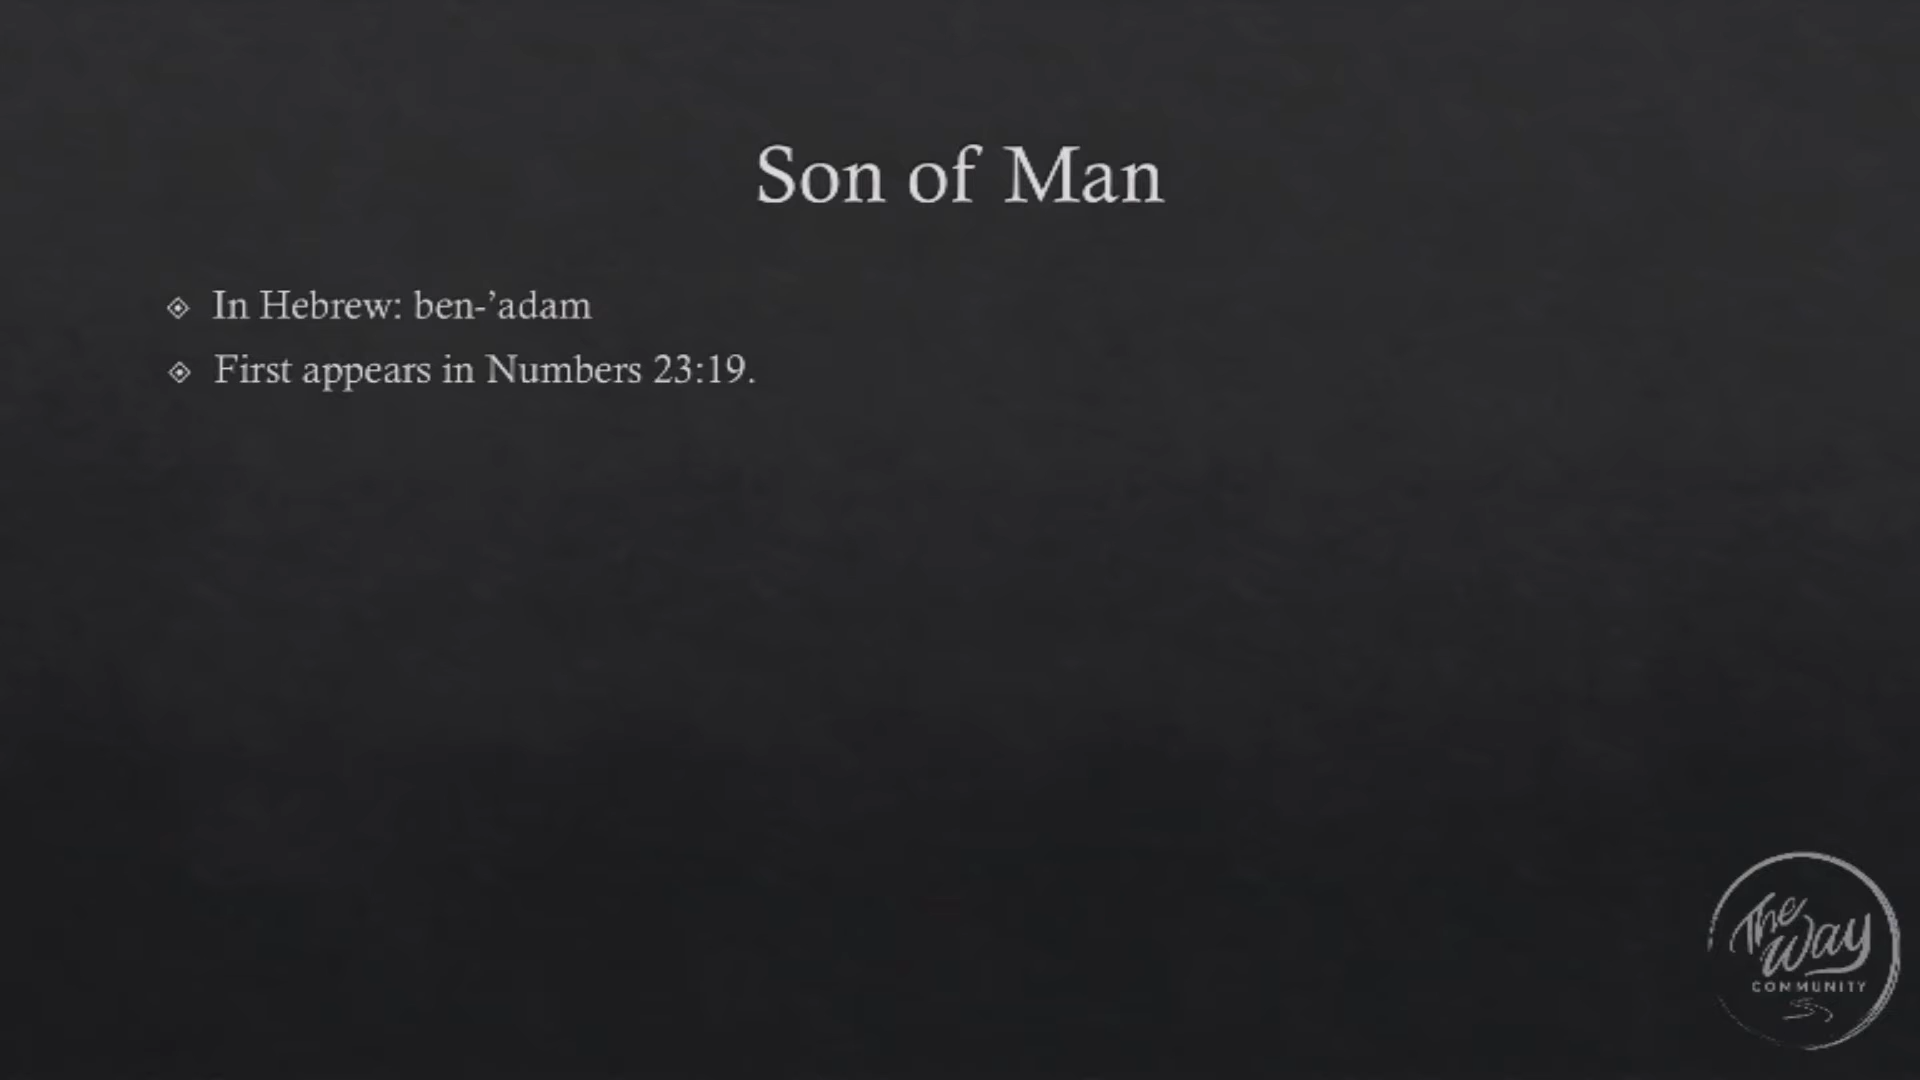 Son of Man
In Hebrew: ben-’adam
First appears in Numbers 23:19.
The
Way
COMMUNITY